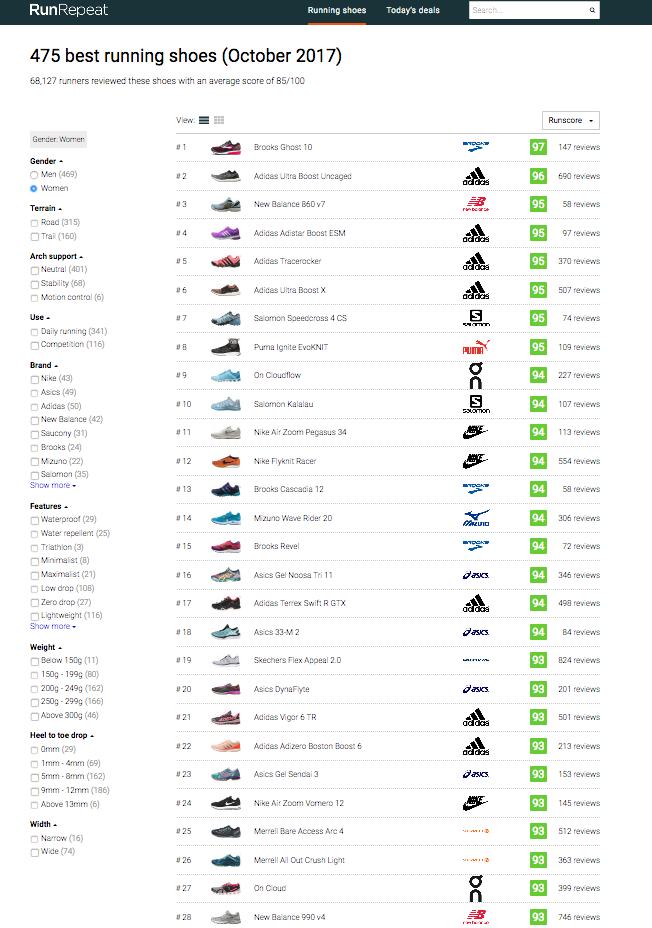 RunRepeat
Running shoes
Today's deals
Search...
475 best running shoes (October 2017)
68,127 runners reviewed these shoes with an average score of 85/100
View:
Runscore
Gender: Women
Gender
Men (469)
Women
Terrain
Road (315)
Trail (160)
Arch support
Neutral (401)
Stability (68)
Motion control (6)
Use
Daily running (341)
Competition (116)
Brand
Nike (43)
Asics (49)
Adidas (50)
New Balance (42)
Saucony (31)
Brooks (24)
Mizuno (22)
Salomon (35)
Show more
Features
Waterproof (29)
Water repellent (25)
Triathlon (3)
Minimalist (8)
Maximalist (21)
Low drop (108)
Zero drop (27)
Lightweight (116)
Show more
Weight
Below 150g (11)
150g - 199g (80)
200g - 249g (162)
250g - 299g (166)
Above 300g (46)
Heel to toe drop
0mm (29)
1mm - 4mm (69)
5mm - 8mm (162)
9mm - 12mm (186)
Above 13mm (6)
Width
Narrow (16)
Wide (74)
# 1 Brooks Ghost 10 BROOKS 97 147 reviews
# 2 Adidas Ultra Boost Uncaged adidas 96 690 reviews
# 3 New Balance 860 v7 new balance 95 58 reviews
# 4 Adidas Adistar Boost ESM adidas 95 97 reviews
# 5 Adidas Tracerocker adidas 95 370 reviews
# 6 Adidas Ultra Boost X adidas 95 507 reviews
# 7 Salomon Speedcross 4 CS salomon 95 74 reviews
# 8 Puma Ignite EvoKNIT PUMA 95 109 reviews
# 9 On Cloudflow on 94 227 reviews
# 10 Salomon Kalalau salomon 94 107 reviews
# 11 Nike Air Zoom Pegasus 34 NIKE 94 113 reviews
# 12 Nike Flyknit Racer NIKE 94 554 reviews
# 13 Brooks Cascadia 12 BROOKS 94 58 reviews
# 14 Mizuno Wave Rider 20 MIZUNO 94 306 reviews
# 15 Brooks Revel BROOKS 94 72 reviews
# 16 Asics Gel Noosa Tri 11 asics 94 346 reviews
# 17 Adidas Terrex Swift R GTX adidas 94 498 reviews
# 18 Asics 33-M 2 asics 94 84 reviews
# 19 Skechers Flex Appeal 2.0 93 824 reviews
# 20 Asics DynaFlyte asics 93 201 reviews
# 21 Adidas Vigor 6 TR adidas 93 501 reviews
# 22 Adidas Adizero Boston Boost 6 adidas 93 213 reviews
# 23 Asics Gel Sendai 3 asics 93 153 reviews
# 24 Nike Air Zoom Vomero 12 NIKE 93 145 reviews
# 25 Merrell Bare Access Arc 4 93 512 reviews
# 26 Merrell All Out Crush Light 93 363 reviews
# 27 On Cloud on 93 399 reviews
# 28 New Balance 990 v4 new balance 93 746 reviews